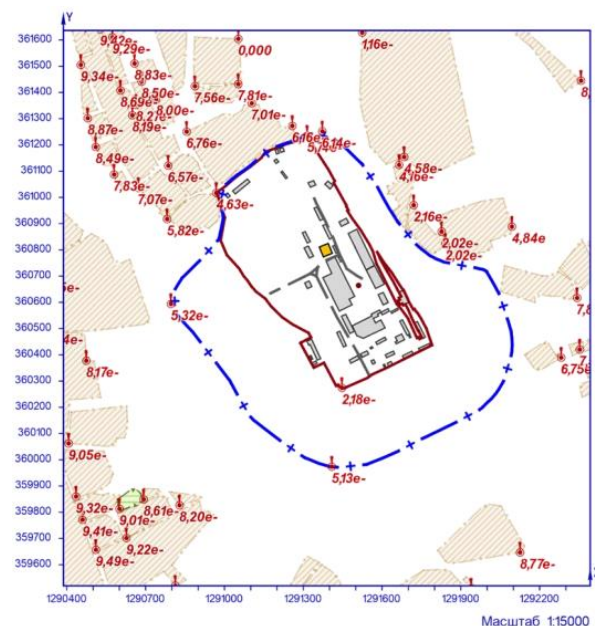 Y
361600
361500
361400
361300
361200
361100
361000
360900
360800
360700
360600
360500
360400
360300
360200
360100
360000
359900
359800
359700
359600
9,42e-
0,000
1,16e-
9,29e-
9,34e-
8,83e-
8,50e-
7,56e-
7,81e-
8,69e-
8,00e-
7,01e-
8,27e-
8,19e-
8,87e-
6,76e-
6,16e-
6,14e-
8,49e-
4,58e-
4,76e-
6,57e-
7,83e-
7,07-
4,63e-
2,16e-
5,82e-
4,84e-
2,02e-
2,02e-
5,32e-
8,17e-
6,75e-
2,18e-
9,05e-
5,13e-
9,32e-
8,61e-
8,20e-
9,01e-
9,41e-
9,22e-
9,49e-
8,77e-
1290400 1290700 1291000 1291300 1291600 1291900 1292200
Масштаб 1:15000